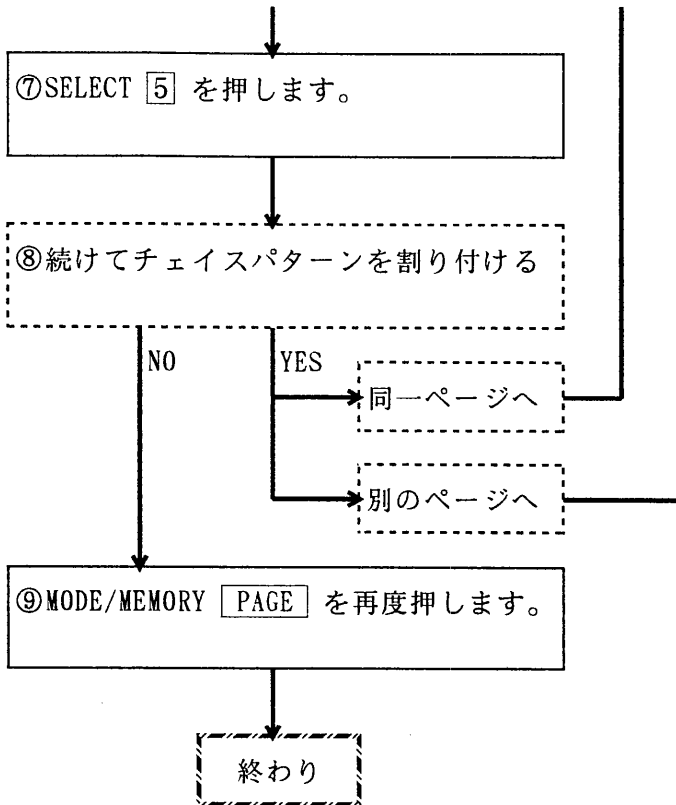 ⑦SELECT 5 を押します。
⑧続けてチェイスパターンを割り付ける
NO
YES
同一ページへ
別のページへ
⑨MODE/MEMORY PAGE を再度押します。
終わり